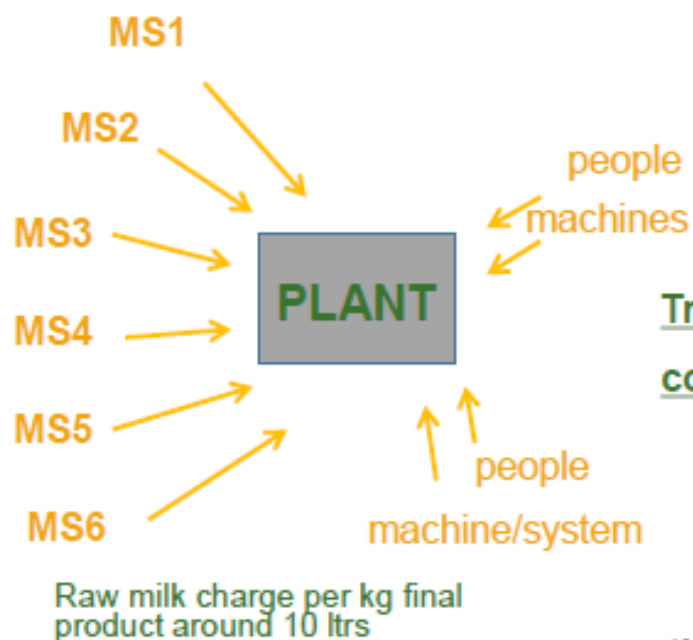 MS1
MS2
people
MS3
machines
PLANT
MS4
MS5
people
MS6
machine/system
Raw milk charge per kg final
product around 10 ltrs